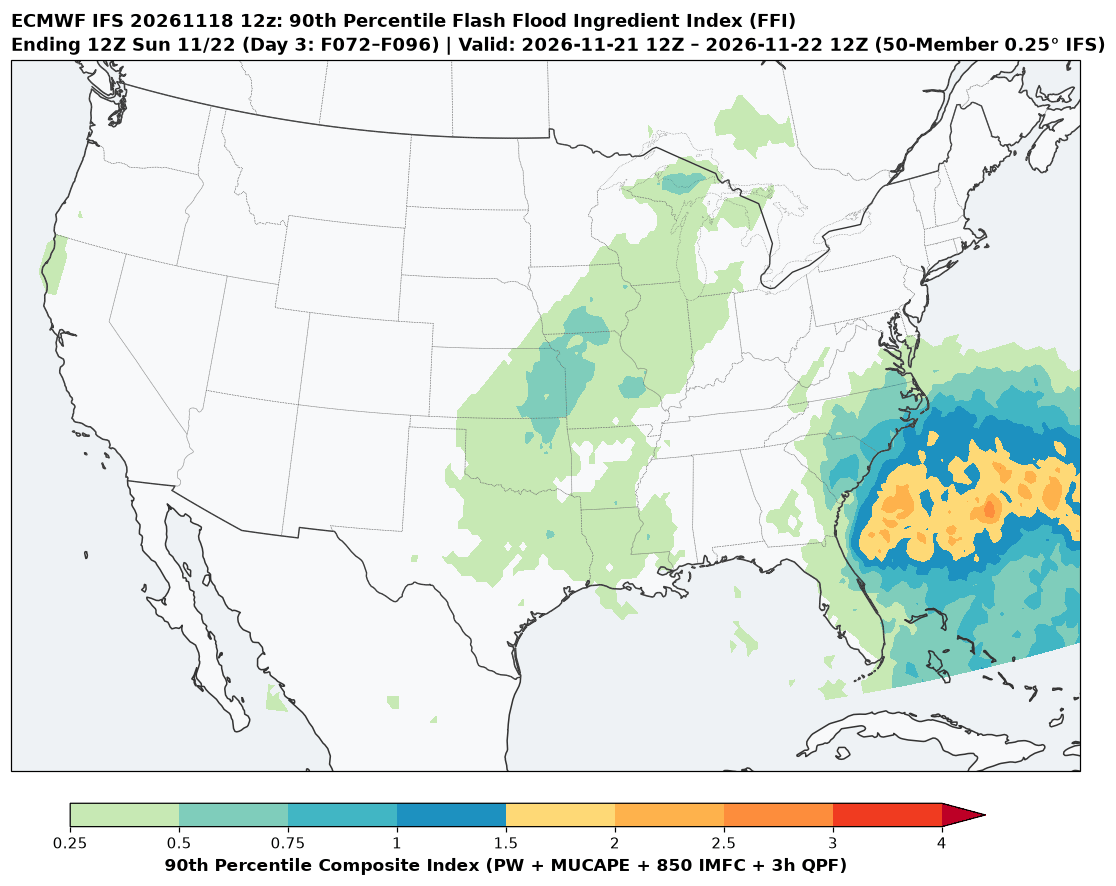 ECMWF IFS 20261118 12z: 90th Percentile Flash Flood Ingredient Index (FFI)
Ending 12Z Sun 11/22 (Day 3: F072–F096) | Valid: 2026-11-21 12Z – 2026-11-22 12Z (50-Member 0.25° IFS)
0.25 0.5 0.75 1 1.5 2 2.5 3 4
90th Percentile Composite Index (PW + MUCAPE + 850 IMFC + 3h QPF)